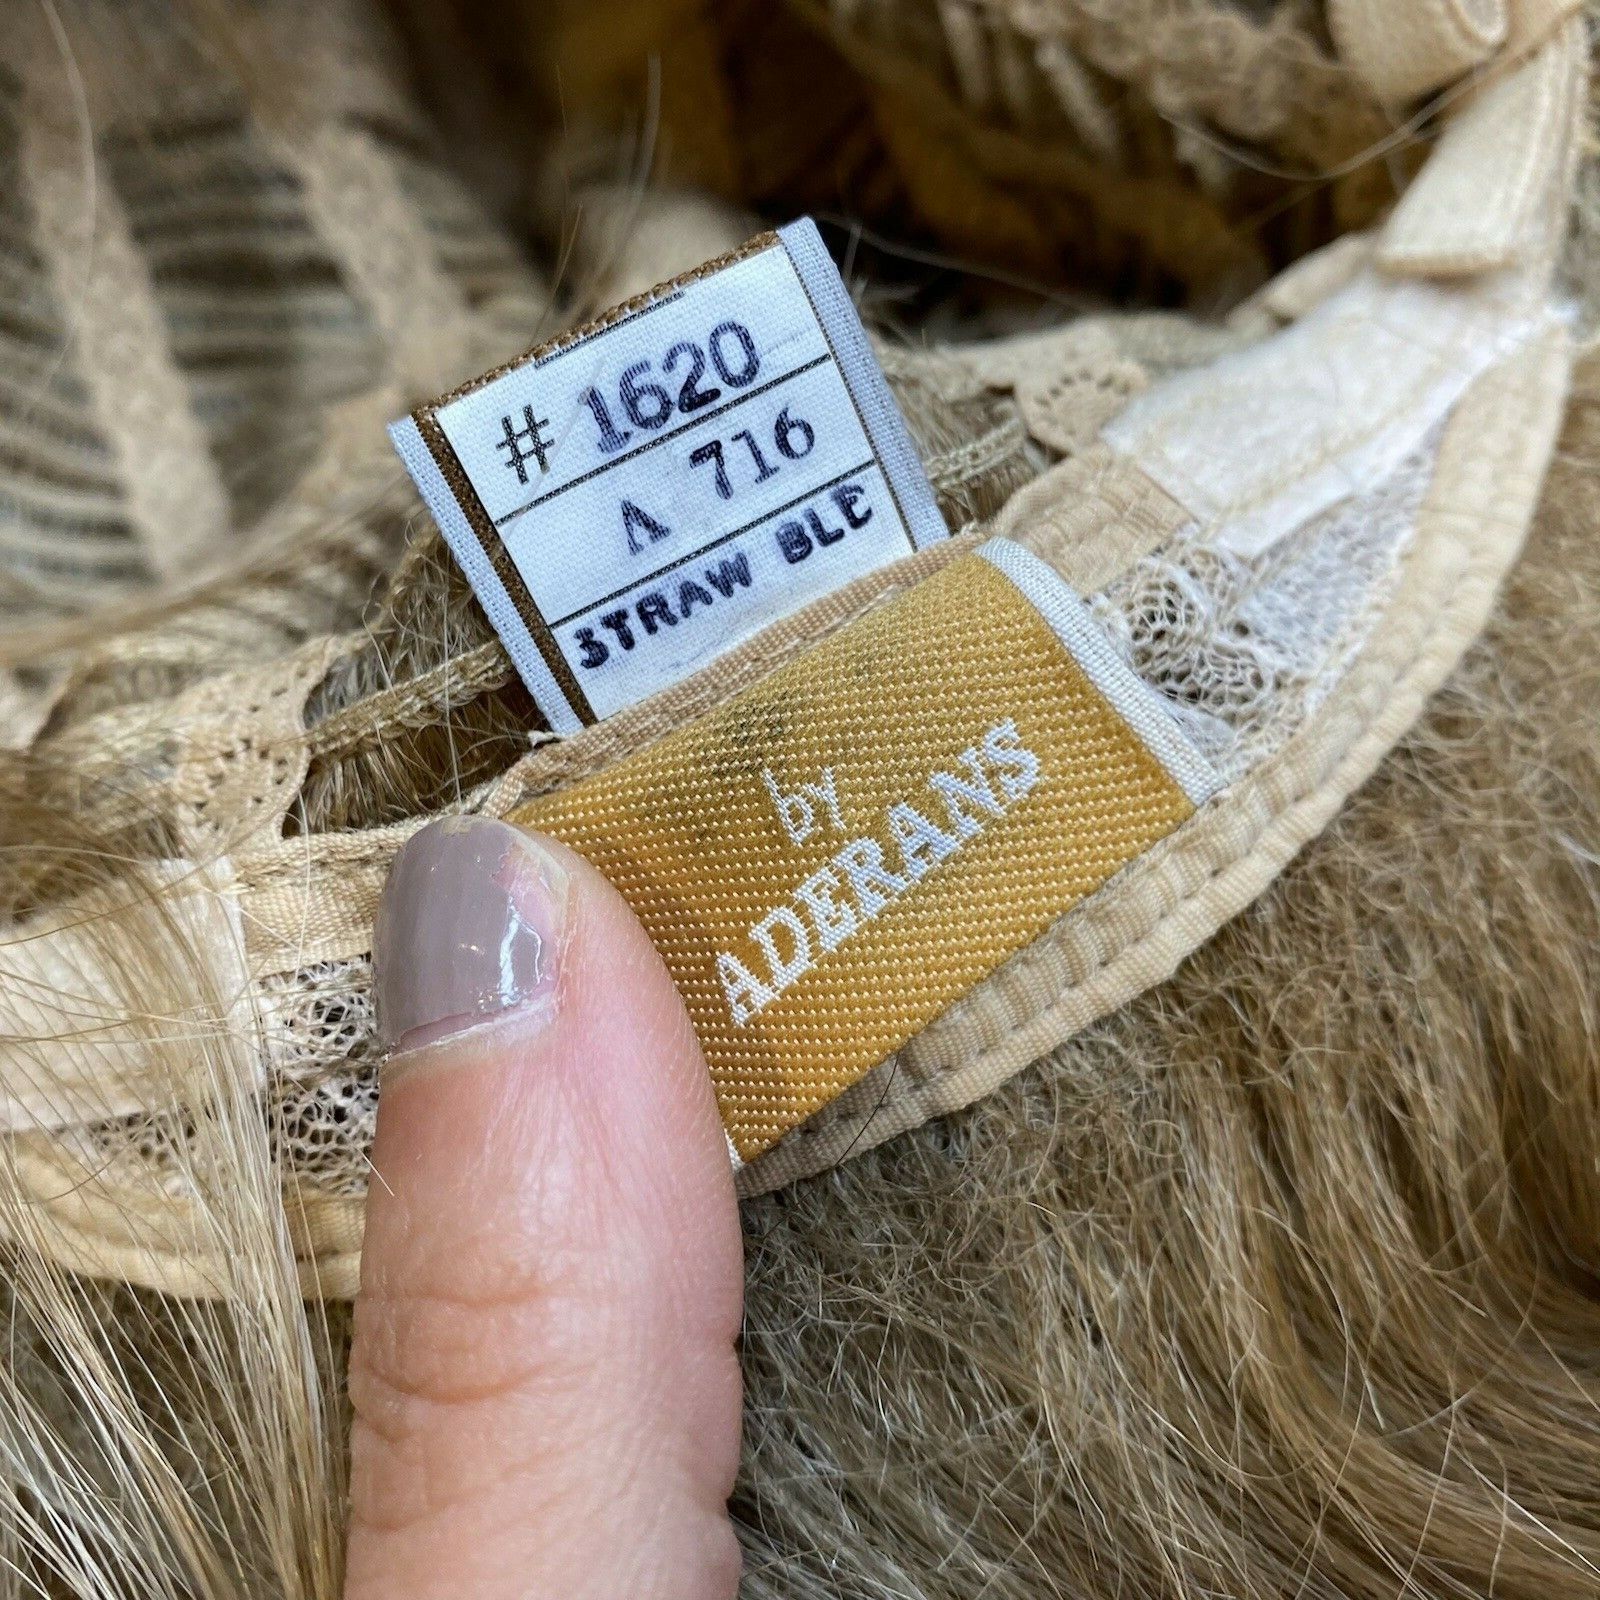 # 1620
A 716
STRAW BLE
by
ADERANS